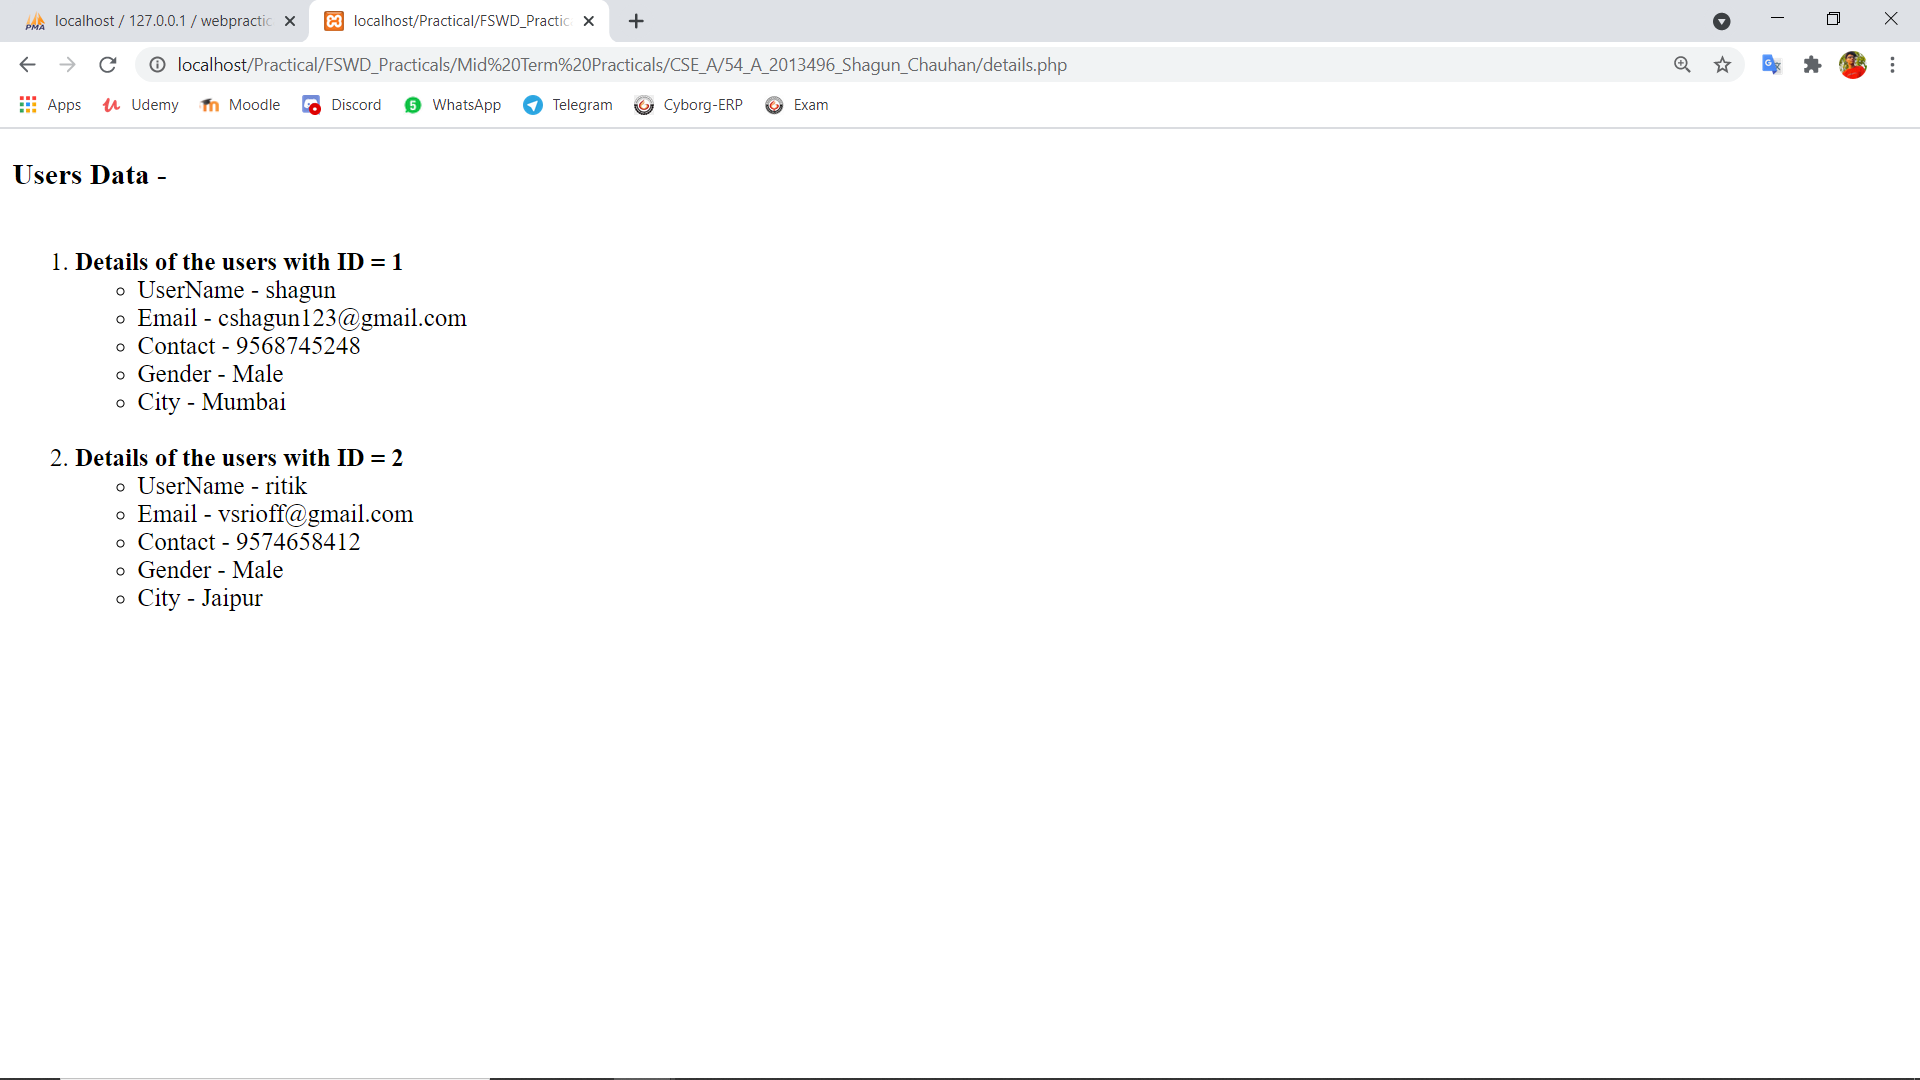 localhost / 127.0.0.1 / webpractic
localhost/Practical/FSWD_Practic
localhost/Practical/FSWD_Practicals/Mid%20Term%20Practicals/CSE_A/54_A_2013496_Shagun_Chauhan/details.php
Apps Udemy Moodle Discord WhatsApp Telegram Cyborg-ERP Exam
Users Data -
1. Details of the users with ID = 1
UserName - shagun
Email - cshagun123@gmail.com
Contact - 9568745248
Gender - Male
City - Mumbai
2. Details of the users with ID = 2
UserName - ritik
Email - vsrioff@gmail.com
Contact - 9574658412
Gender - Male
City - Jaipur